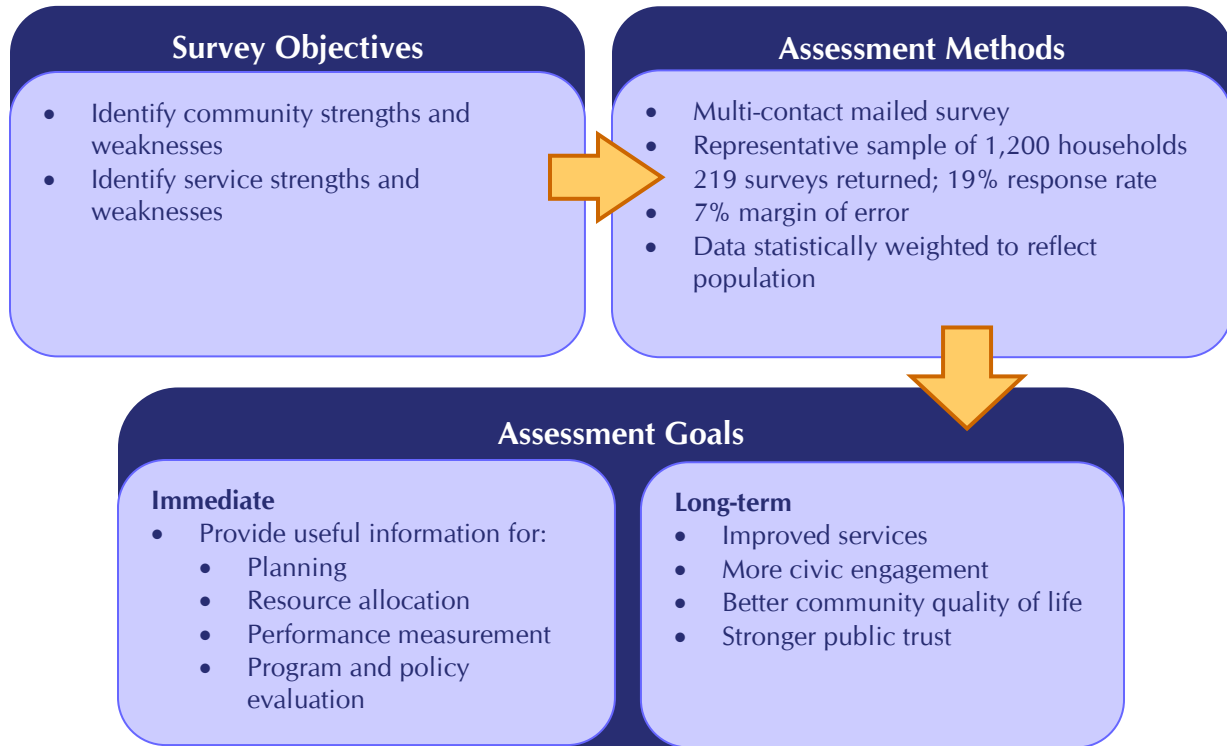 Survey Objectives
• Identify community strengths and
weaknesses
• Identify service strengths and
weaknesses
Assessment Methods
• Multi-contact mailed survey
• Representative sample of 1,200 households
219 surveys returned; 19% response rate
• 7% margin of error
• Data statistically weighted to reflect
population
Assessment Goals
Immediate
• Provide useful information for:
• Planning
• Resource allocation
• Performance measurement
• Program and policy
evaluation
Long-term
• Improved services
• More civic engagement
• Better community quality of life
• Stronger public trust